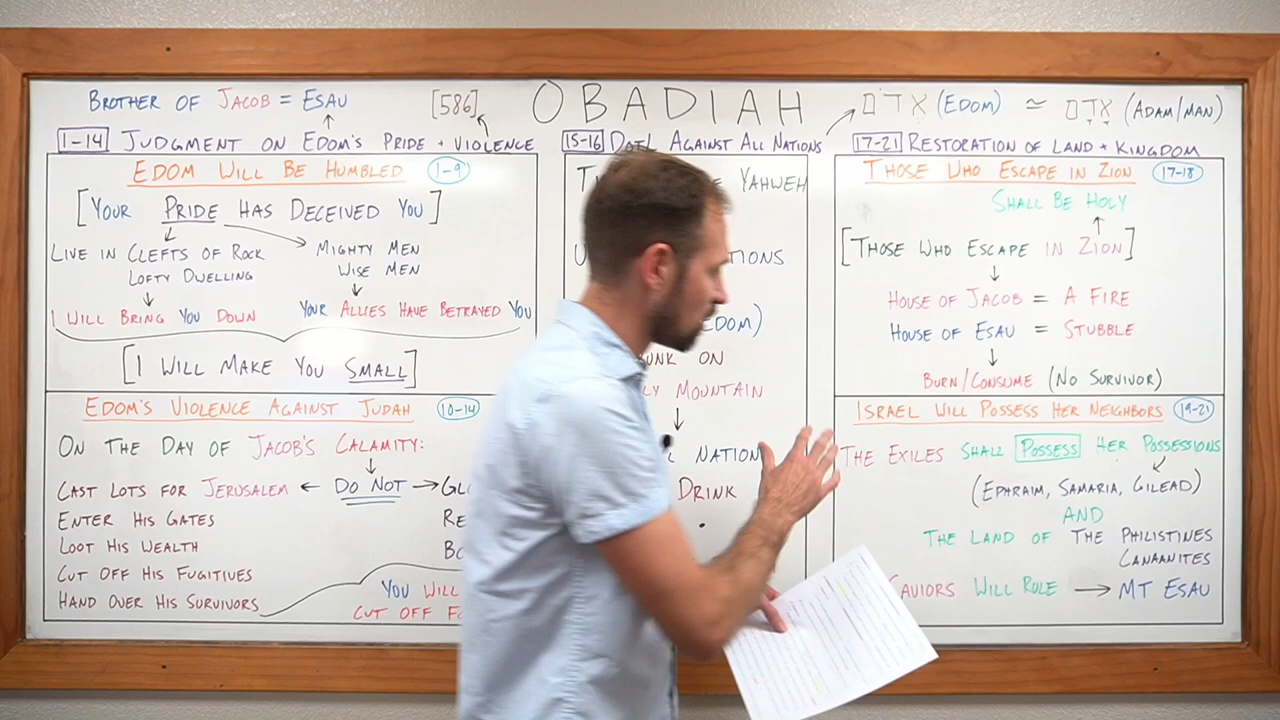 BROTHER OF JACOB = ESAU
[586]
OBADIAH
אֱדֹם (EDOM) ≃ אָדָם (ADAM/MAN)
1-14 JUDGMENT ON EDOM'S PRIDE + VIOLENCE
EDOM WILL BE HUMBLED 1-9
[YOUR PRIDE HAS DECEIVED YOU]
LIVE IN CLEFTS OF ROCK
LOFTY DWELLING
MIGHTY MEN
WISE MEN
I WILL BRING YOU DOWN
YOUR ALLIES HAVE BETRAYED YOU
[I WILL MAKE YOU SMALL]
EDOM'S VIOLENCE AGAINST JUDAH 10-14
ON THE DAY OF JACOB'S CALAMITY:
CAST LOTS FOR JERUSALEM ← DO NOT →
ENTER HIS GATES
LOOT HIS WEALTH
CUT OFF HIS FUGITIVES
HAND OVER HIS SURVIVORS
YOU WILL
CUT OFF
15-16 DOTL AGAINST ALL NATIONS
YAHWEH
EDOM)
ON
MOUNTAIN
DRINK
17-21 RESTORATION OF LAND + KINGDOM
THOSE WHO ESCAPE IN ZION 17-18
SHALL BE HOLY
[THOSE WHO ESCAPE IN ZION]
HOUSE OF JACOB = A FIRE
HOUSE OF ESAU = STUBBLE
BURN/CONSUME (NO SURVIVOR)
ISRAEL WILL POSSESS HER NEIGHBORS 19-21
THE EXILES SHALL POSSESS HER POSSESSIONS
(EPHRAIM, SAMARIA, GILEAD)
AND
THE LAND OF THE PHILISTINES
CANAANITES
AVIORS WILL RULE → MT ESAU